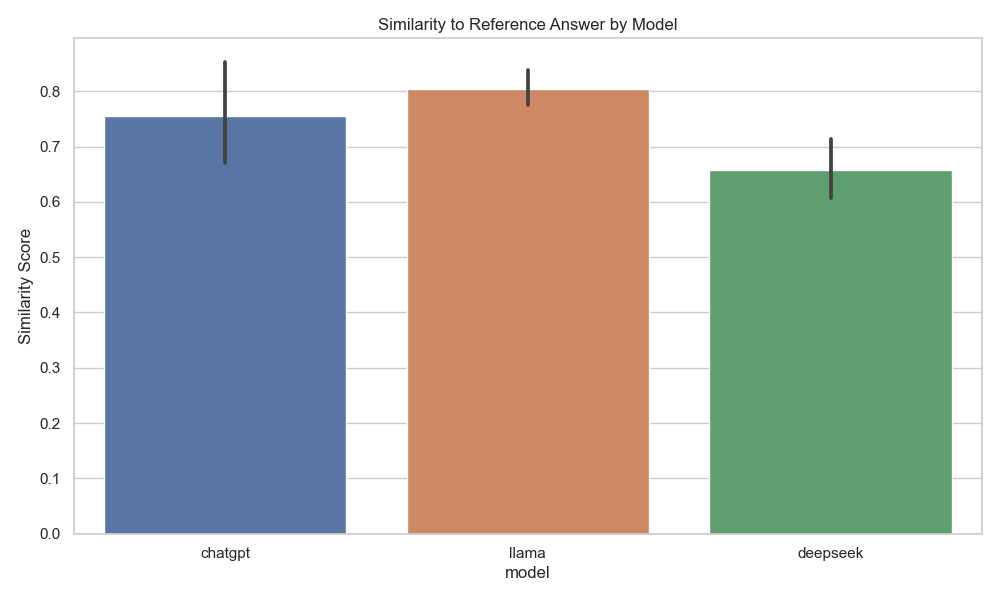 Similarity to Reference Answer by Model
Similarity Score
0.8
0.7
0.6
0.5
0.4
0.3
0.2
0.1
0.0
chatgpt llama deepseek
model